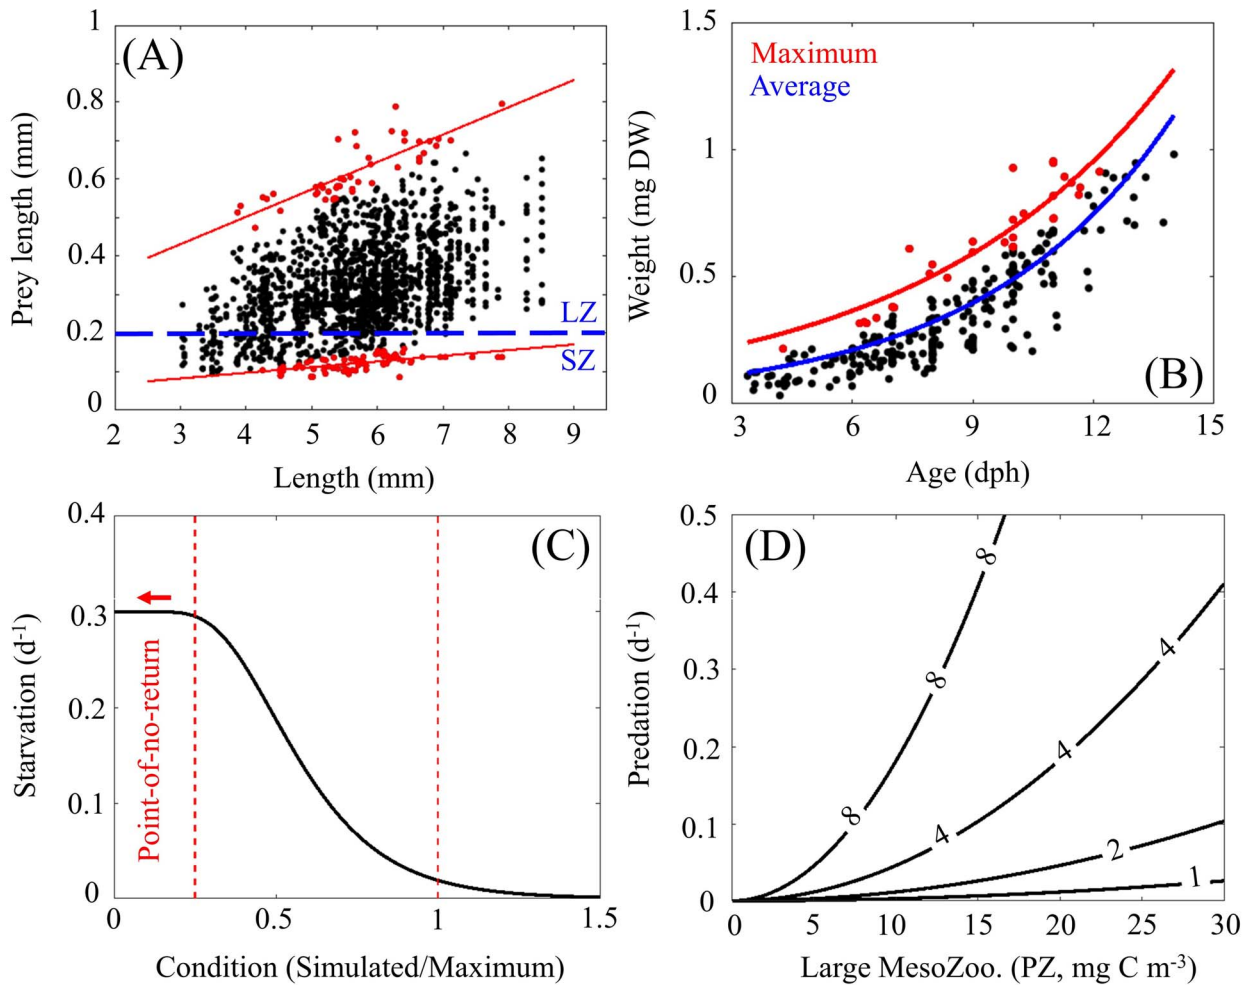 (A)
1
0.8
0.6
0.4
0.2
0
Prey length (mm)
LZ
SZ
2 3 4 5 6 7 8 9
Length (mm)
(B)
Maximum
Average
1.5
1
0.5
0
Weight (mg DW)
3 6 9 12 15
Age (dph)
(C)
0.4
0.3
0.2
0.1
0
Starvation (d-1)
Point-of-no-return
0 0.5 1 1.5
Condition (Simulated/Maximum)
(D)
0.5
0.4
0.3
0.2
0.1
0
Predation (d-1)
8
8
8
4
4
4
2
1
0 5 10 15 20 25 30
Large MesoZoo. (PZ, mg C m-3)